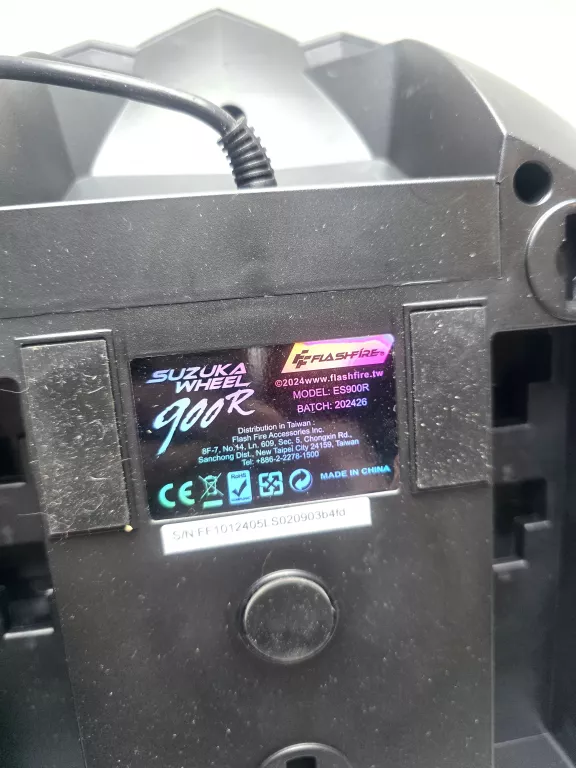 SUZUKA
WHEEL
900R
FLASHFIRE
©2024www.flashfire.tw
MODEL: ES900R
BATCH: 202426
Distribution in Taiwan :
Flash Fire Accessories Inc.
8F-7, No.14, Ln. 609, Sec. 5, Chongxin Rd.,
Sanchong Dist., New Taipei City 24159, Taiwan
Tel: +886-2-2278-1500
CE
RoHS
MADE IN CHINA
S/N FF1012405LS020903b4fd